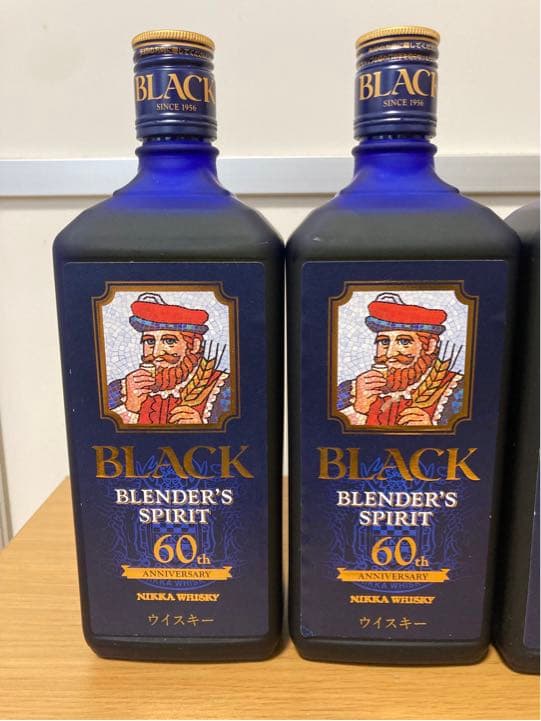 BLACK
SINCE 1956
BLACK
BLENDER'S
SPIRIT
60th
ANNIVERSARY
NIKKA WHISKY
ウイスキー
BLACK
SINCE 1956
BLACK
BLENDER'S
SPIRIT
60th
ANNIVERSARY
NIKKA WHISKY
ウイスキー